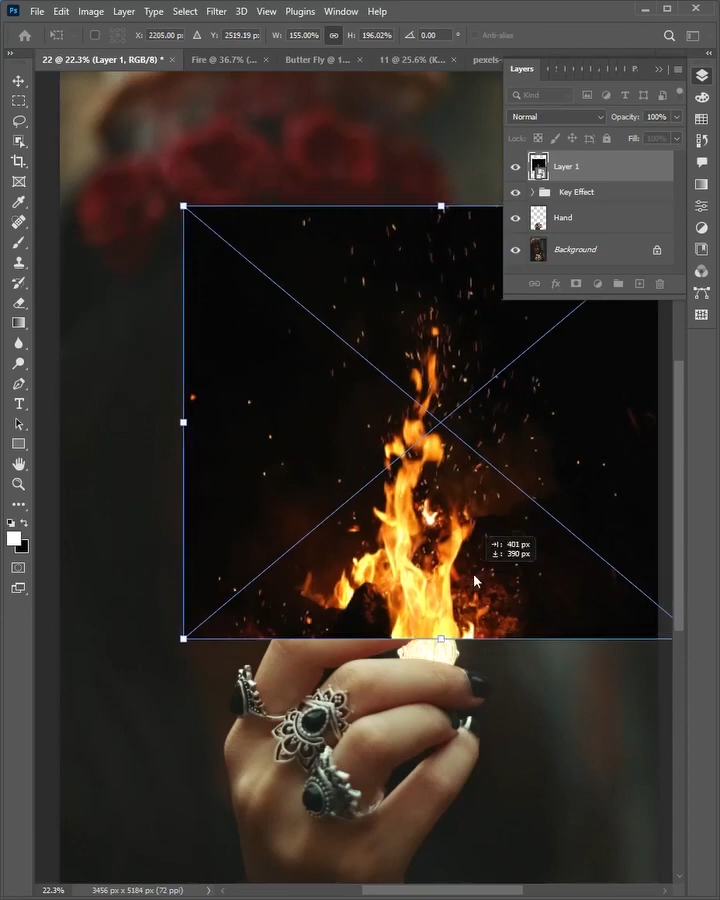 Ps File Edit Image Layer Type Select Filter 3D View Plugins Window Help
X: 2205.00 px Y: 2519.19 px W: 155.00% H: 196.02% 0.00 ° Anti-alias
22 @ 22.3% (Layer 1, RGB/8) * × Fire @ 36.7% (... × Butter Fly @ 1... × 11 @ 25.6% (K... × pexels-
Layers
Kind
Normal Opacity: 100%
Lock: Fill: 100%
Layer 1
Key Effect
Hand
Background
401 px
390 px
22.3% 3456 px x 5184 px (72 ppi)